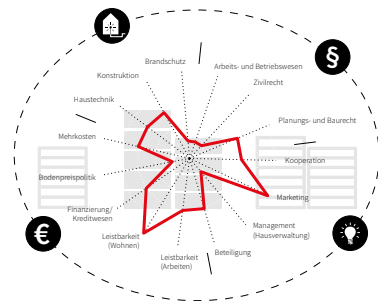 Brandschutz
Arbeits- und Betriebswesen
Konstruktion
Zivilrecht
§
Haustechnik
Planungs- und Baurecht
Mehrkosten
Kooperation
Bodenpreispolitik
Marketing
Finanzierung/
Kreditwesen
Management
(Hausverwaltung)
€
Leistbarkeit
(Wohnen)
Beteiligung
Leistbarkeit
(Arbeiten)